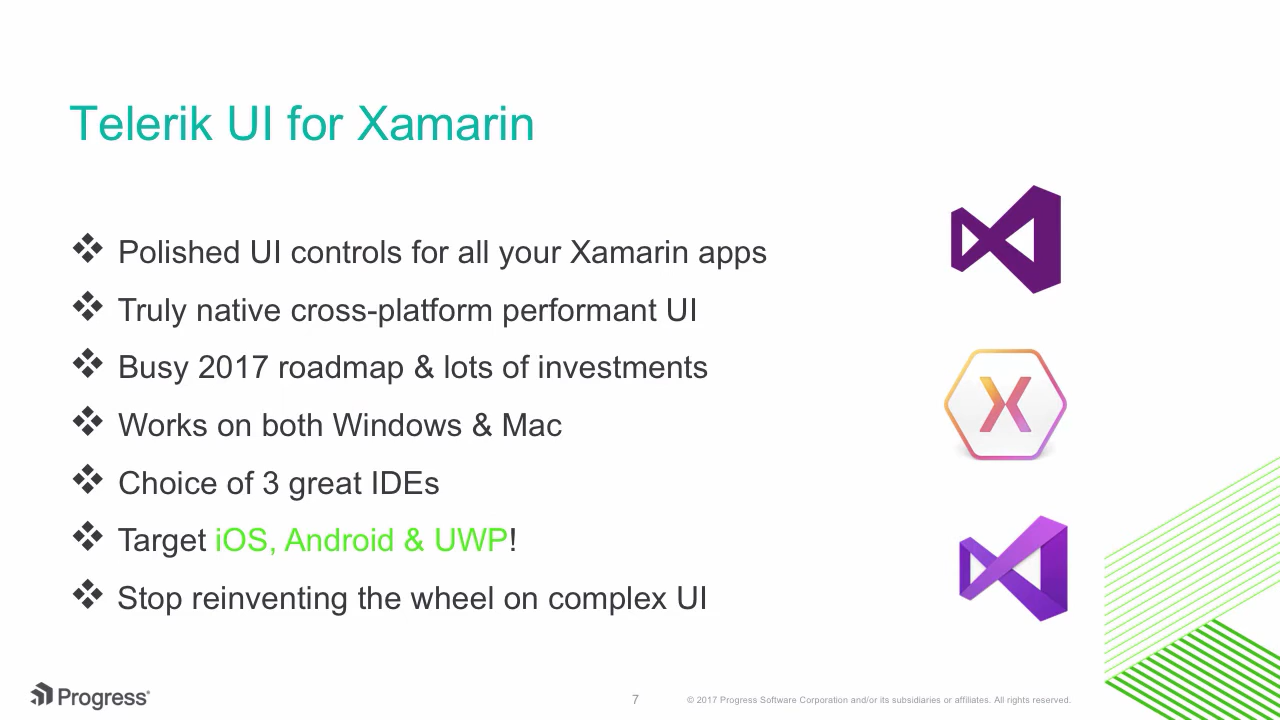 Telerik UI for Xamarin
❖ Polished UI controls for all your Xamarin apps
❖ Truly native cross-platform performant UI
❖ Busy 2017 roadmap & lots of investments
❖ Works on both Windows & Mac
❖ Choice of 3 great IDEs
❖ Target iOS, Android & UWP!
❖ Stop reinventing the wheel on complex UI
Progress
7
© 2017 Progress Software Corporation and/or its subsidiaries or affiliates. All rights reserved.